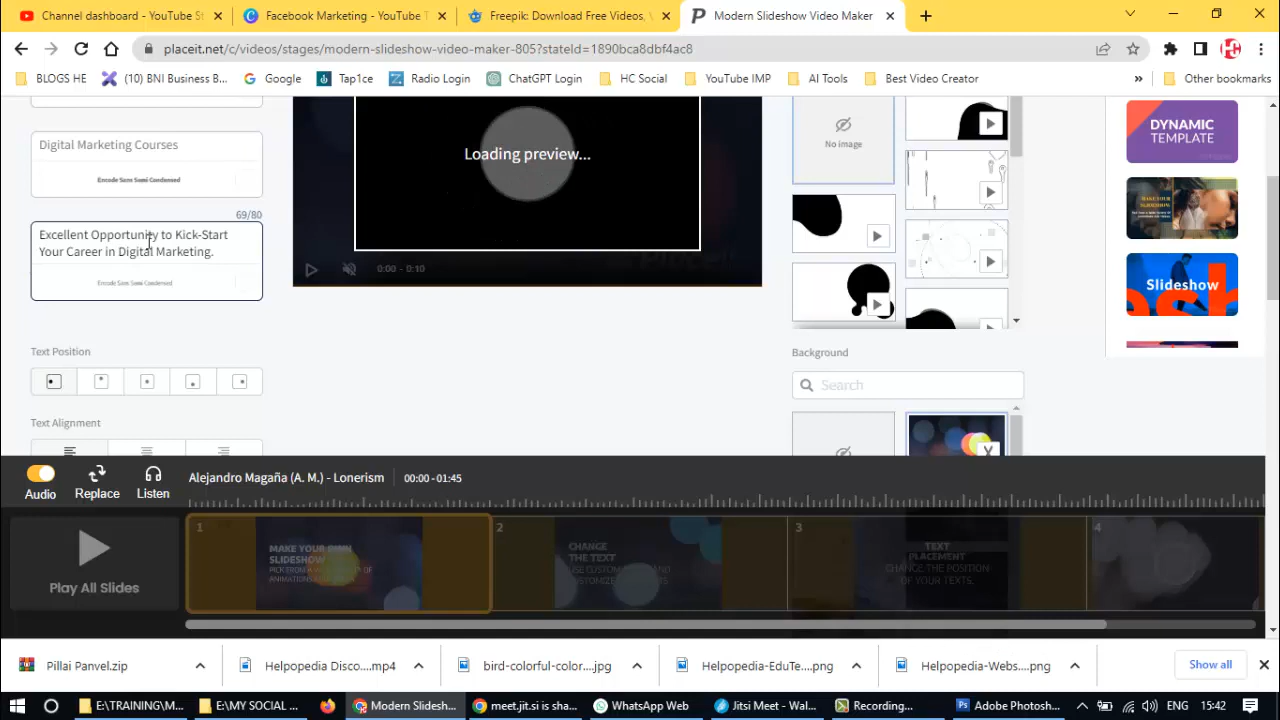 Channel dashboard - YouTube St
Facebook Marketing - YouTube T
Freepik: Download Free Videos, V
Modern Slideshow Video Maker
placeit.net/c/videos/stages/modern-slideshow-video-maker-805?stateId=1890bca8dbf4ac8
BLOGS HE
(10) BNI Business B...
Google
Tap1ce
Radio Login
ChatGPT Login
HC Social
YouTube IMP
AI Tools
Best Video Creator
»
Other bookmarks
Digital Marketing Courses
Encode Sans Semi Condensed
69/80
Excellent Opportunity to Kick-Start
Your Career in Digital Marketing.
Encode Sans Semi Condensed
Text Position
Text Alignment
Loading preview...
0:00 - 0:10
Placeit
No image
Background
Search
DYNAMIC
TEMPLATE
MAKE YOUR
SLIDESHOW
Slideshow
Audio
Replace
Listen
Alejandro Magaña (A. M.) - Lonerism
00:00 - 01:45
Play All Slides
1
MAKE YOUR OWN
SLIDESHOW
2
CHANGE
THE TEXT
3
TEXT
PLACEMENT
CHANGE THE POSITION
OF YOUR TEXTS.
4
Pillai Panvel.zip
Helpopedia Disco....mp4
bird-colorful-color....jpg
Helpopedia-EduTe....png
Helpopedia-Webs....png
Show all
E:\TRAINING\M...
E:\MY SOCIAL ...
Modern Slidesh...
meet.jit.si is sha...
WhatsApp Web
Jitsi Meet - Wal...
Recording...
Adobe Photosh...
ENG
15:42